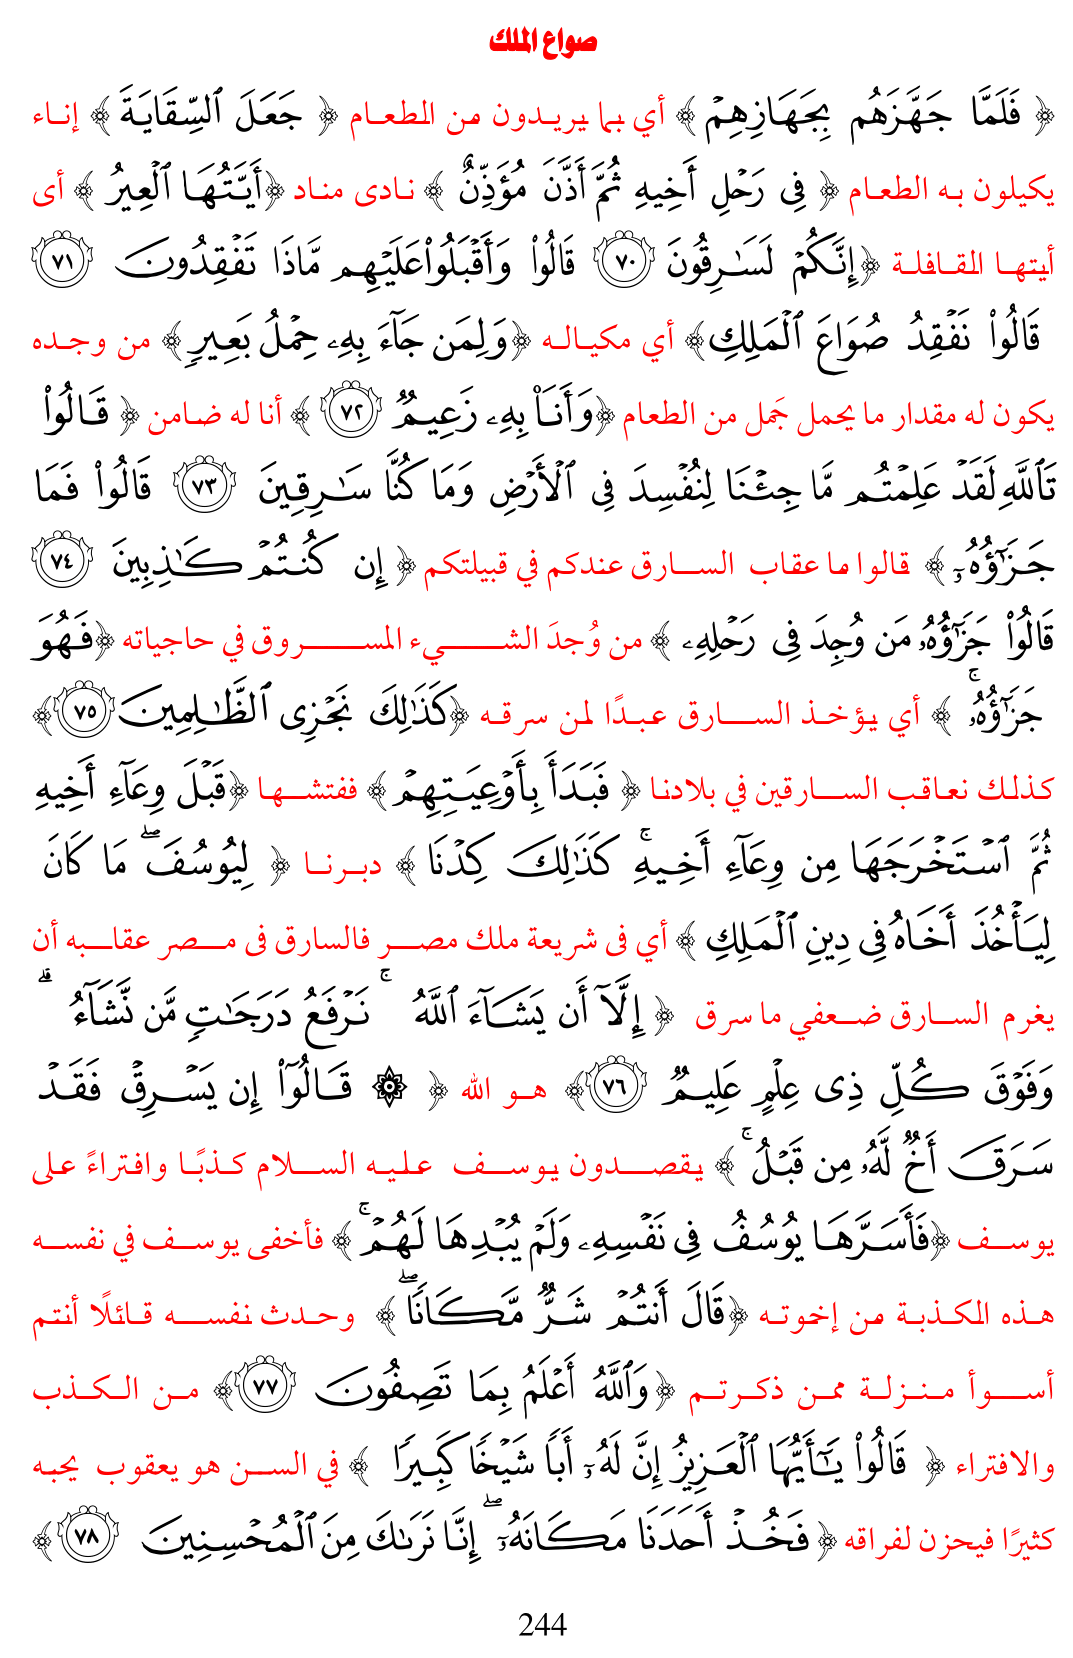 صواع الملك
﴿ فَلَمَّا جَهَّزَهُم بِجَهَازِهِمۡ ﴾ أي بما يريدون من الطعام ﴿ جَعَلَ ٱلسِّقَايَةَ ﴾ إناء
يكيلون به الطعام ﴿ فِي رَحۡلِ أَخِيهِ ثُمَّ أَذَّنَ مُؤَذِّنٌ ﴾ نادى مناد ﴿أَيَّتُهَا ٱلۡعِيرُ ﴾ أى
أيتها القافلة ﴿إِنَّكُمۡ لَسَٰرِقُونَ ٧٠ قَالُواْ وَأَقۡبَلُواْ عَلَيۡهِم مَّاذَا تَفۡقِدُونَ ٧١
قَالُواْ نَفۡقِدُ صُوَاعَ ٱلۡمَلِكِ﴾ أي مكياله ﴿وَلِمَن جَآءَ بِهِۦ حِمۡلُ بَعِيرٖ ﴾ من وجده
يكون له مقدار ما يحمل جَمل من الطعام ﴿وَأَنَا۠ بِهِۦ زَعِيمٞ ٧٢ ﴾ أنا له ضامن ﴿ قَالُواْ
تَٱللَّهِ لَقَدۡ عَلِمۡتُم مَّا جِئۡنَا لِنُفۡسِدَ فِي ٱلۡأَرۡضِ وَمَا كُنَّا سَٰرِقِينَ ٧٣ قَالُواْ فَمَا
جَزَٰٓؤُهُۥٓ ﴾ قالوا ما عقاب السارق عندكم في قبيلتكم ﴿ إِن كُنتُمۡ كَٰذِبِينَ ٧٤
قَالُواْ جَزَٰٓؤُهُۥ مَن وُجِدَ فِي رَحۡلِهِۦ ﴾ من وُجدَ الشيء المسروق في حاجياته ﴿فَهُوَ
جَزَٰٓؤُهُۥۚ ﴾ أي يؤخذ السارق عبدًا لمن سرقه ﴿كَذَٰلِكَ نَجۡزِي ٱلظَّٰلِمِينَ ٧٥﴾
كذلك نعاقب السارقين في بلادنا ﴿ فَبَدَأَ بِأَوۡعِيَتِهِمۡ﴾ ففتشها ﴿قَبۡلَ وِعَآءِ أَخِيهِ
ثُمَّ ٱسۡتَخۡرَجَهَا مِن وِعَآءِ أَخِيهِۚ كَذَٰلِكَ كِدۡنَا ﴾ دبرنا ﴿ لِيُوسُفَۖ مَا كَانَ
لِيَأۡخُذَ أَخَاهُ فِي دِينِ ٱلۡمَلِكِ ﴾ أي فى شريعة ملك مصر فالسارق فى مصر عقابه أن
يغرم السارق ضعفي ما سرق ﴿ إِلَّآ أَن يَشَآءَ ٱللَّهُۚ نَرۡفَعُ دَرَجَٰتٖ مَّن نَّشَآءُۗ
وَفَوۡقَ كُلِّ ذِي عِلۡمٍ عَلِيمٞ ٧٦﴾ هو الله ﴿ ۞ قَالُوٓاْ إِن يَسۡرِقۡ فَقَدۡ
سَرَقَ أَخٞ لَّهُۥ مِن قَبۡلُۚ ﴾ يقصدون يوسف عليه السلام كذبًا وافتراءً على
يوسف ﴿فَأَسَرَّهَا يُوسُفُ فِي نَفۡسِهِۦ وَلَمۡ يُبۡدِهَا لَهُمۡۚ ﴾ فأخفى يوسف في نفسه
هذه الكذبة من إخوته ﴿قَالَ أَنتُمۡ شَرّٞ مَّكَانٗاۖ ﴾ وحدث نفسه قائلًا أنتم
أسوأ منزلة ممن ذكرتم ﴿وَٱللَّهُ أَعۡلَمُ بِمَا تَصِفُونَ ٧٧﴾ من الكذب
والافتراء ﴿ قَالُواْ يَٰٓأَيُّهَا ٱلۡعَزِيزُ إِنَّ لَهُۥٓ أَبٗا شَيۡخٗا كَبِيرٗا ﴾ في السن هو يعقوب يحبه
كثيرًا فيحزن لفراقه ﴿ فَخُذۡ أَحَدَنَا مَكَانَهُۥٓۖ إِنَّا نَرَىٰكَ مِنَ ٱلۡمُحۡسِنِينَ ٧٨﴾
244